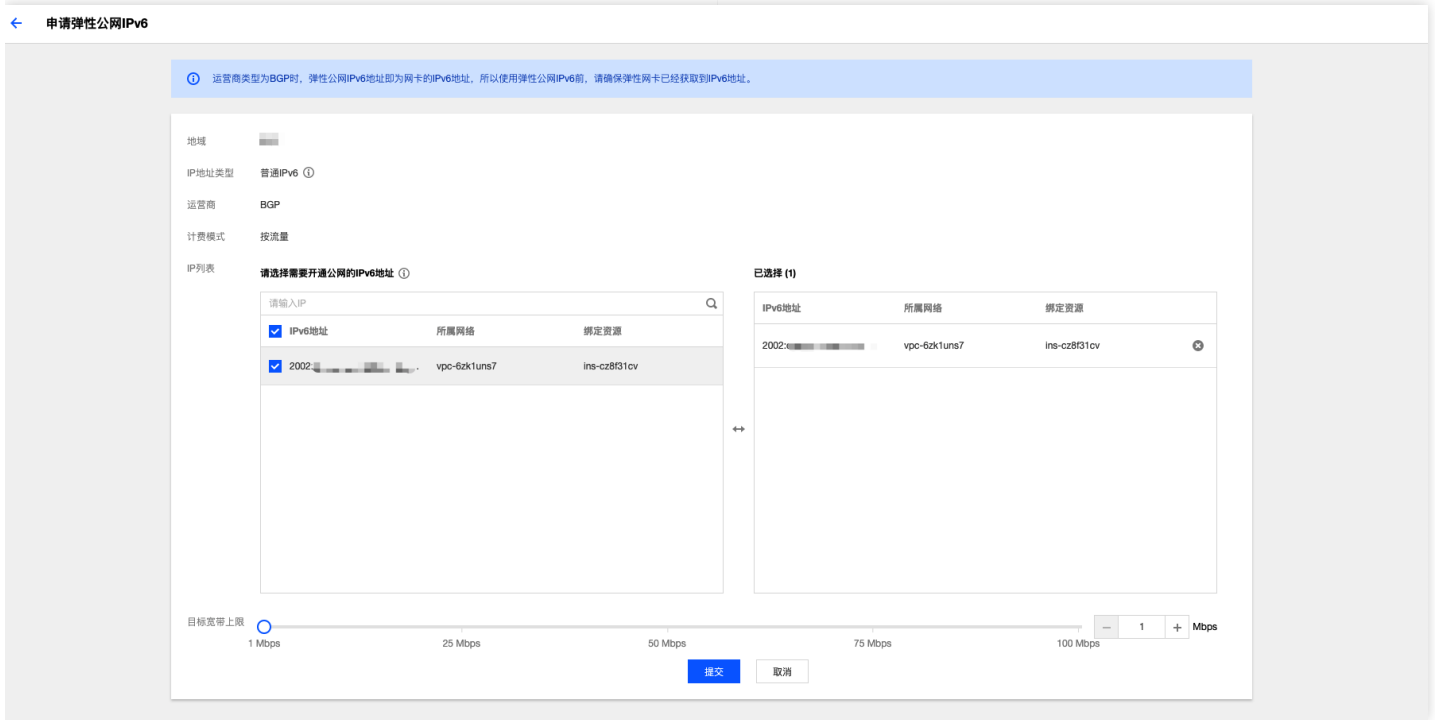 申请弹性公网IPv6
运营商类型为BGP时，弹性公网IPv6地址即为网卡的IPv6地址，所以使用弹性公网IPv6前，请确保弹性网卡已经获取到IPv6地址。
地域
IP地址类型 普通IPv6
运营商 BGP
计费模式 按流量
IP列表 请选择需要开通公网的IPv6地址 已选择 (1)
请输入IP
IPv6地址 所属网络 绑定资源
2002: vpc-6zk1uns7 ins-cz8f31cv
IPv6地址 所属网络 绑定资源
2002: vpc-6zk1uns7 ins-cz8f31cv
目标宽带上限
1 Mbps 25 Mbps 50 Mbps 75 Mbps 100 Mbps
1 Mbps
提交 取消